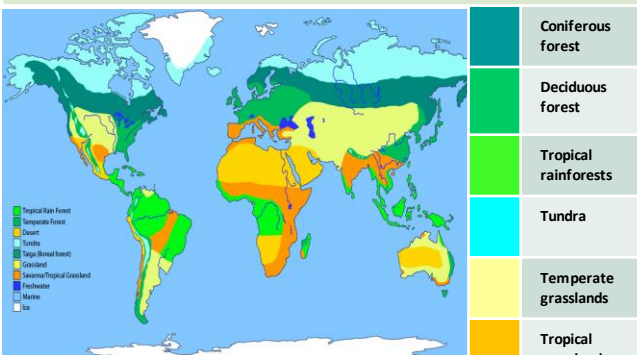 Tropical Rain Forest
Temperate Forest
Desert
Tundra
Taiga (Boreal forest)
Grassland
Savanna/Tropical Grassland
Freshwater
Marine
Ice
Coniferous
forest
Deciduous
forest
Tropical
rainforests
Tundra
Temperate
grasslands
Tropical